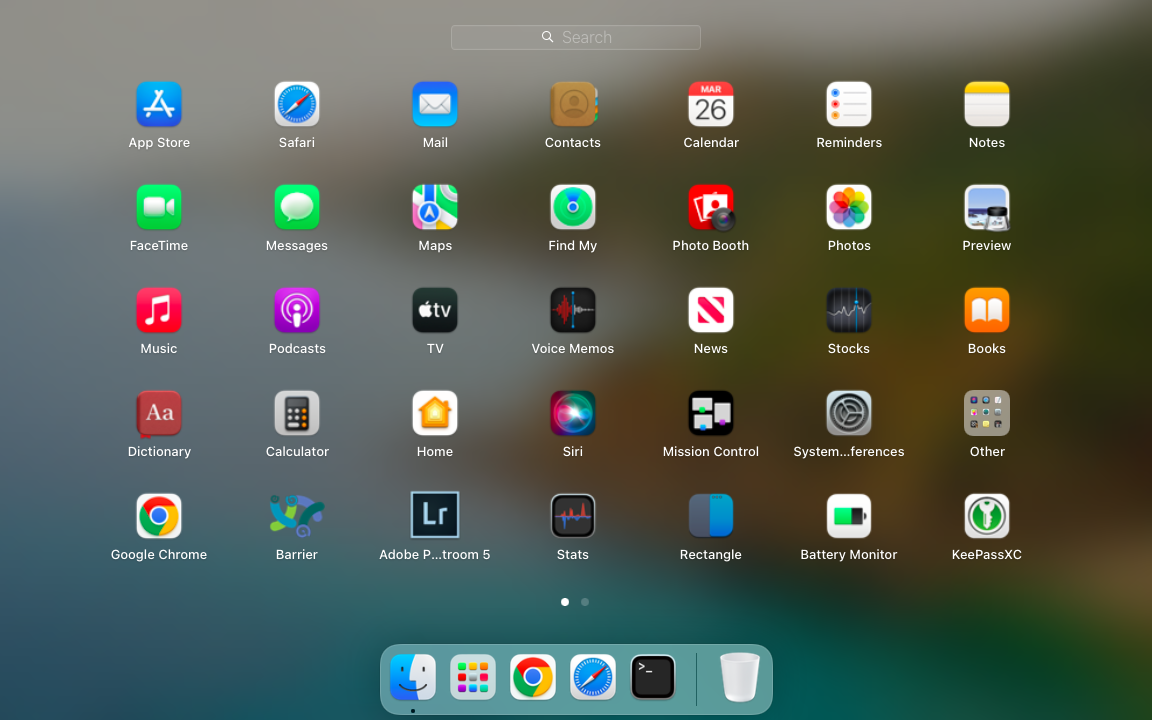 Search
App Store
Safari
Mail
Contacts
MAR
26
Calendar
Reminders
Notes
FaceTime
Messages
Maps
Find My
Photo Booth
Photos
Preview
tv
Music
Podcasts
TV
Voice Memos
News
Stocks
Books
Aa
Dictionary
Calculator
Home
Siri
Mission Control
System...ferences
Other
Lr
Google Chrome
Barrier
Adobe P...troom 5
Stats
Rectangle
Battery Monitor
KeePassXC
>_